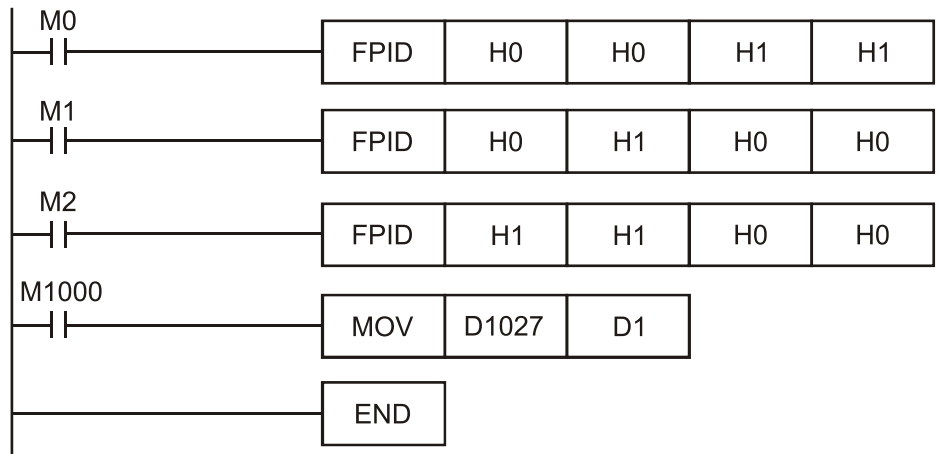 M0
FPID H0 H0 H1 H1
M1
FPID H0 H1 H0 H0
M2
FPID H1 H1 H0 H0
M1000
MOV D1027 D1
END